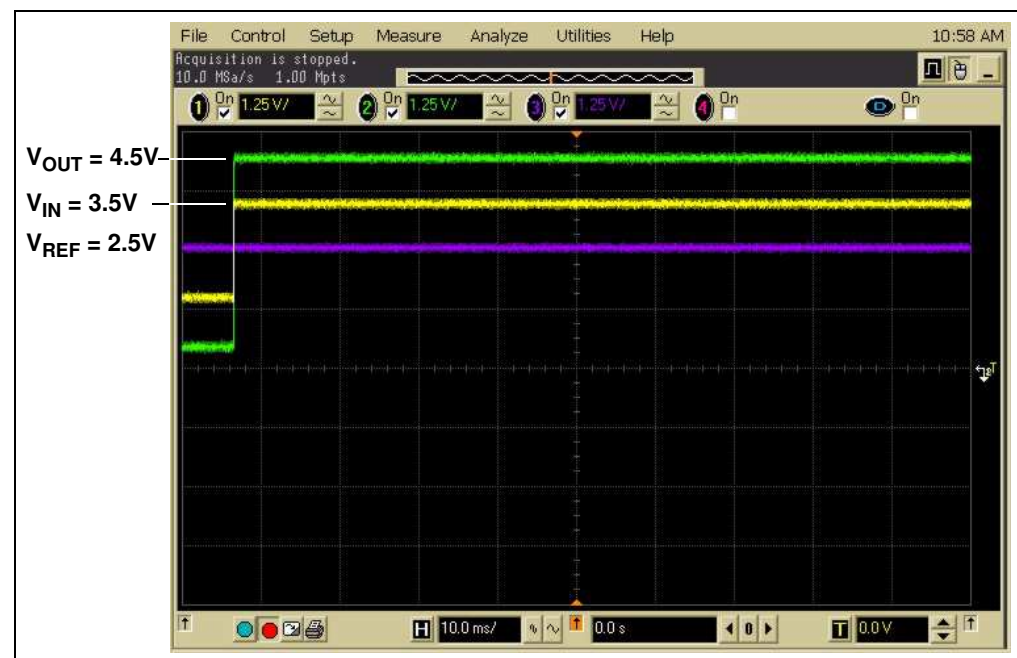 File Control Setup Measure Analyze Utilities Help 10:58 AM
Acquisition is stopped.
10.0 MSa/s 1.00 Mpts
1 On 1.25 V/ 2 On 1.25 V/ 3 On 1.25 V/ 4 On D On
VOUT = 4.5V
VIN = 3.5V
VREF = 2.5V
T
H 10.0 ms/ 0.0 s 0 T 0.0 V